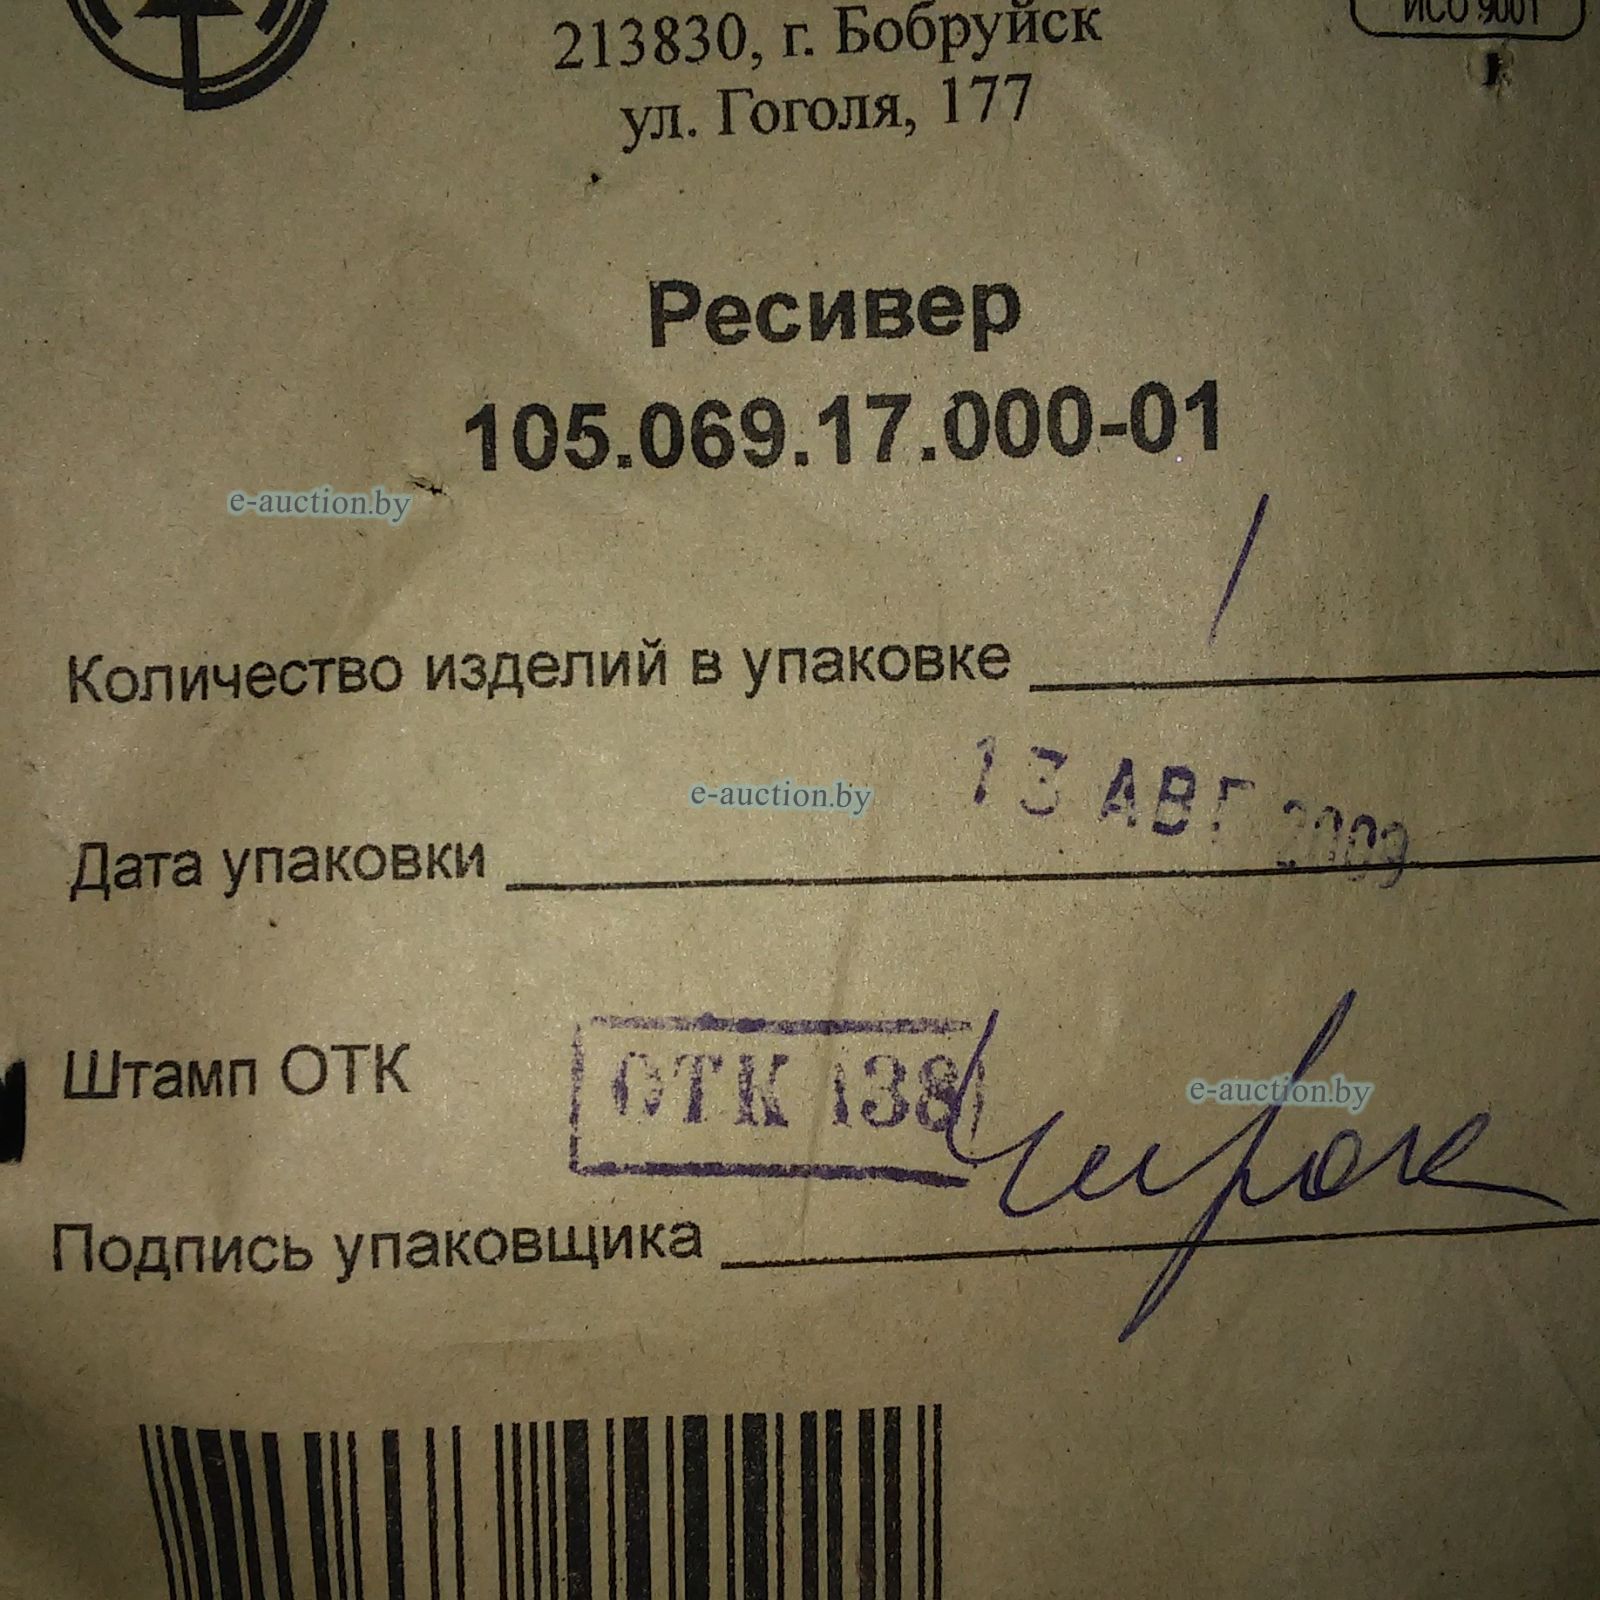 ИСО 9001
213830, г. Бобруйск
ул. Гоголя, 177
Ресивер
105.069.17.000-01
e-auction.by
Количество изделий в упаковке 1
e-auction.by
13 АВГ 2009
Дата упаковки
Штамп ОТК
ОТК 138
e-auction.by
Подпись упаковщика